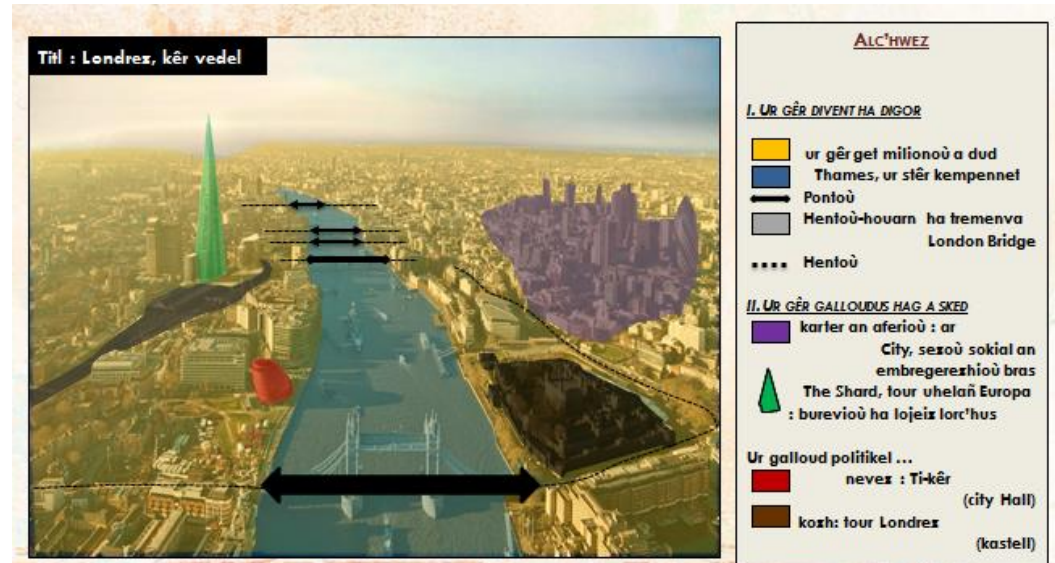 Titl : Londrez, kêr vedel
ALC'HWEZ
I. UR GÊR DIVENT HA DIGOR
ur gêr get milionoù a dud
Thames, ur stêr kempennet
Pontoù
Hentoù-houarn ha tremenva
London Bridge
Hentoù
II. UR GÊR GALLOUDUS HAG A SKED
karter an aferioù : ar
City, sezoù sokial an
embregerezhioù bras
The Shard, tour uhelañ Europa
: burevioù ha lojeiz lorc'hus
Ur galloud politikel ...
nevez : Ti-kêr
(city Hall)
kozh: tour Londrez
(kastell)